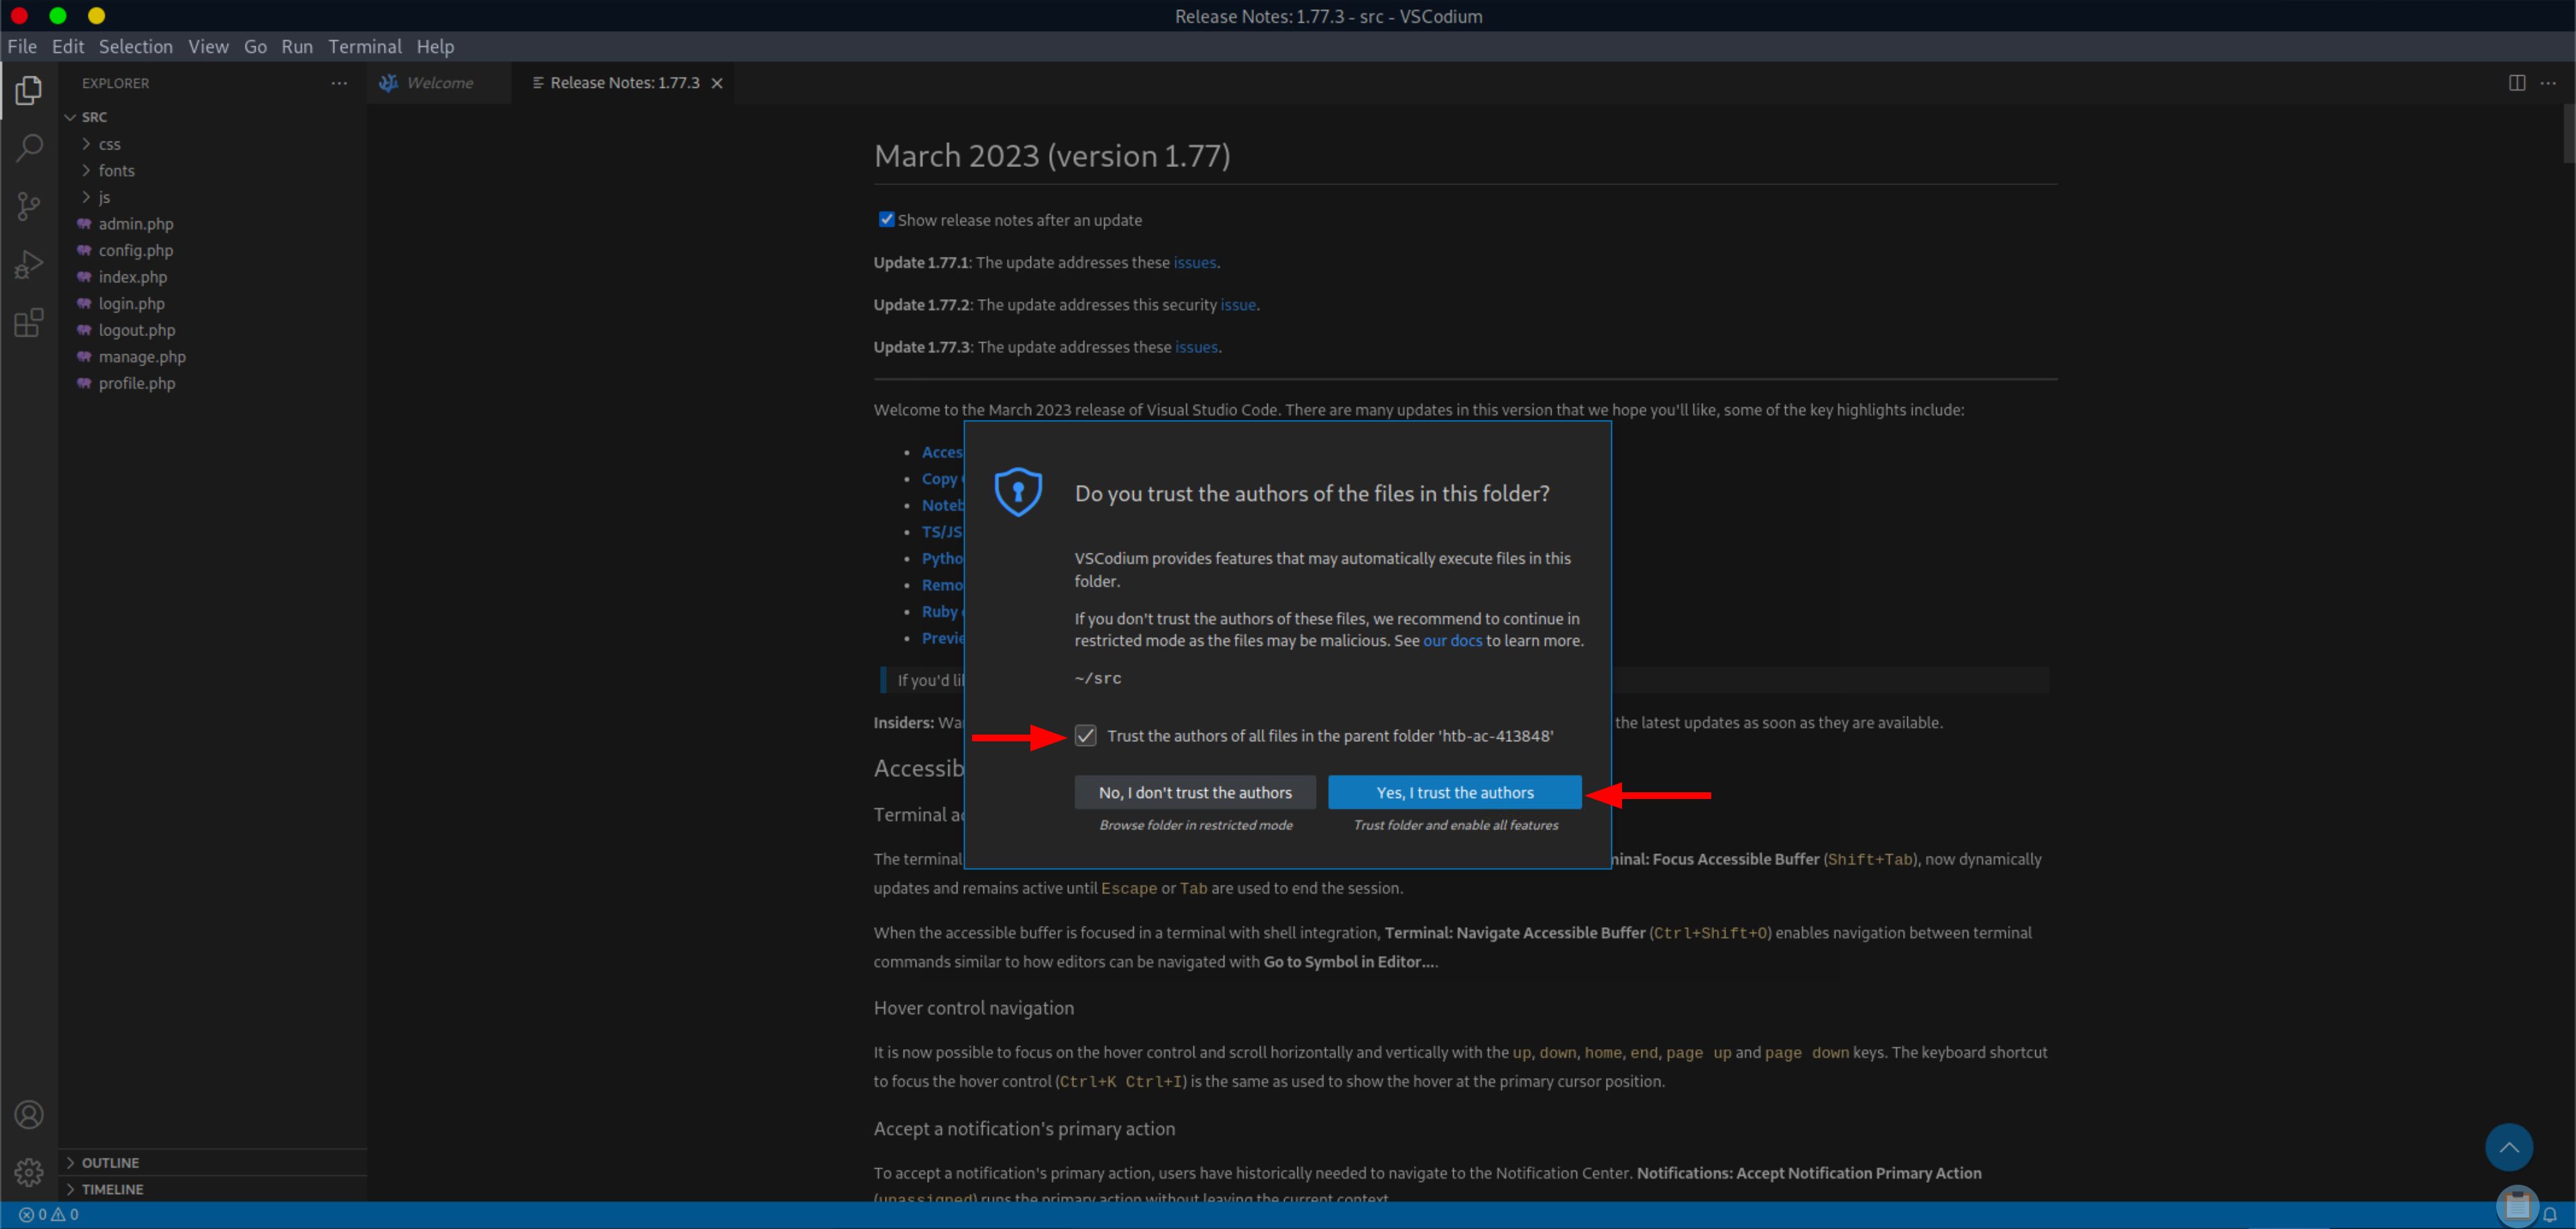 Release Notes: 1.77.3 - src - VSCodium
File Edit Selection View Go Run Terminal Help
EXPLORER
Welcome
Release Notes: 1.77.3
SRC
css
fonts
js
admin.php
config.php
index.php
login.php
logout.php
manage.php
profile.php
OUTLINE
TIMELINE
March 2023 (version 1.77)
Show release notes after an update
Update 1.77.1: The update addresses these issues.
Update 1.77.2: The update addresses this security issue.
Update 1.77.3: The update addresses these issues.
Welcome to the March 2023 release of Visual Studio Code. There are many updates in this version that we hope you'll like, some of the key highlights include:
Acces
Copy
Noteb
TS/JS
Pytho
Remo
Ruby
Previe
If you'd li
Insiders: Wa
the latest updates as soon as they are available.
Accessib
Terminal a
The terminal
inal: Focus Accessible Buffer (Shift+Tab), now dynamically
updates and remains active until Escape or Tab are used to end the session.
When the accessible buffer is focused in a terminal with shell integration, Terminal: Navigate Accessible Buffer (Ctrl+Shift+O) enables navigation between terminal
commands similar to how editors can be navigated with Go to Symbol in Editor....
Hover control navigation
It is now possible to focus on the hover control and scroll horizontally and vertically with the up, down, home, end, page up and page down keys. The keyboard shortcut
to focus the hover control (Ctrl+K Ctrl+I) is the same as used to show the hover at the primary cursor position.
Accept a notification's primary action
To accept a notification's primary action, users have historically needed to navigate to the Notification Center. Notifications: Accept Notification Primary Action
(unassigned) runs the primary action without leaving the current context.
Do you trust the authors of the files in this folder?
VSCodium provides features that may automatically execute files in this
folder.
If you don't trust the authors of these files, we recommend to continue in
restricted mode as the files may be malicious. See our docs to learn more.
~/src
Trust the authors of all files in the parent folder 'htb-ac-413848'
No, I don't trust the authors
Yes, I trust the authors
Browse folder in restricted mode
Trust folder and enable all features
0 0